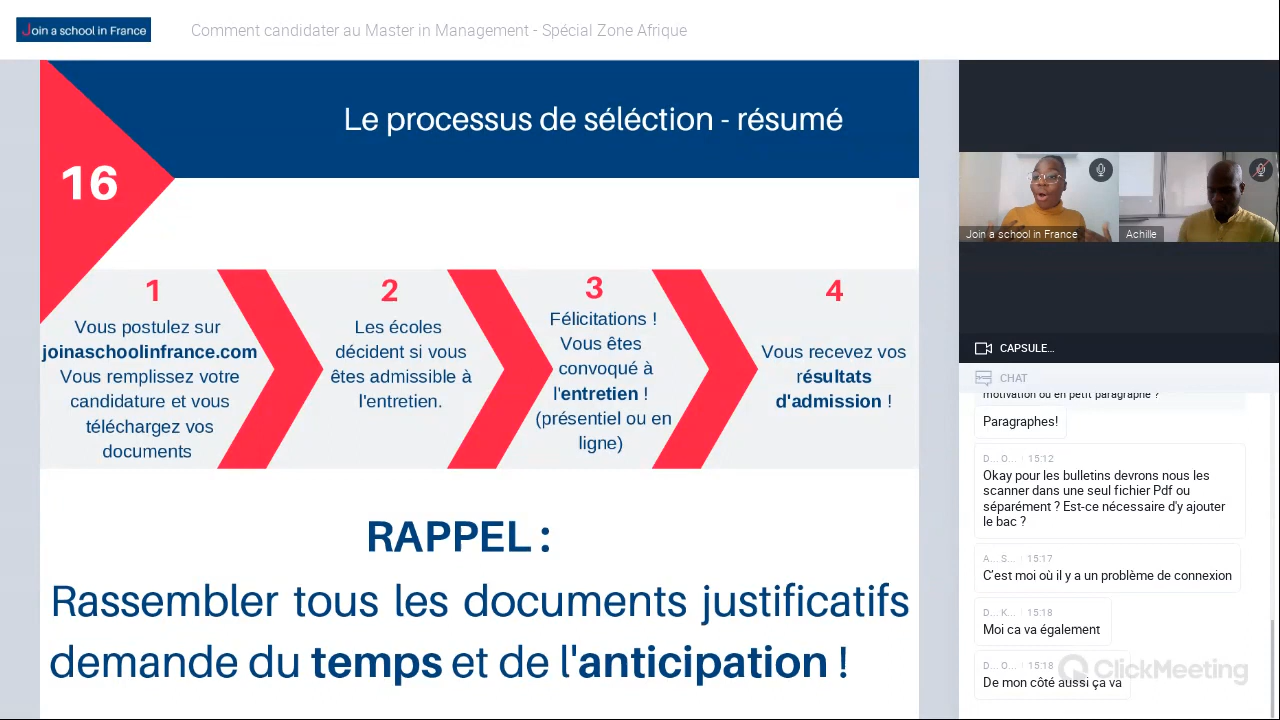 Join a school in France
Comment candidater au Master in Management - Spécial Zone Afrique
Le processus de séléction - résumé
16
1
Vous postulez sur
joinaschoolinfrance.com
Vous remplissez votre
candidature et vous
téléchargez vos
documents
2
Les écoles
décident si vous
êtes admissible à
l'entretien.
3
Félicitations !
Vous êtes
convoqué à
l'entretien !
(présentiel ou en
ligne)
4
Vous recevez vos
résultats
d'admission !
RAPPEL :
Rassembler tous les documents justificatifs
demande du temps et de l'anticipation !
Join a school in France
Achille
CAPSULE...
CHAT
motivation ou en petit paragraphe ?
Paragraphes!
D... O... 15:12
Okay pour les bulletins devrons nous les
scanner dans une seul fichier Pdf ou
séparément ? Est-ce nécessaire d'y ajouter
le bac ?
A... S... 15:17
C'est moi où il y a un problème de connexion
D... K... 15:18
Moi ca va également
D... O... 15:18
De mon côté aussi ça va
ClickMeeting